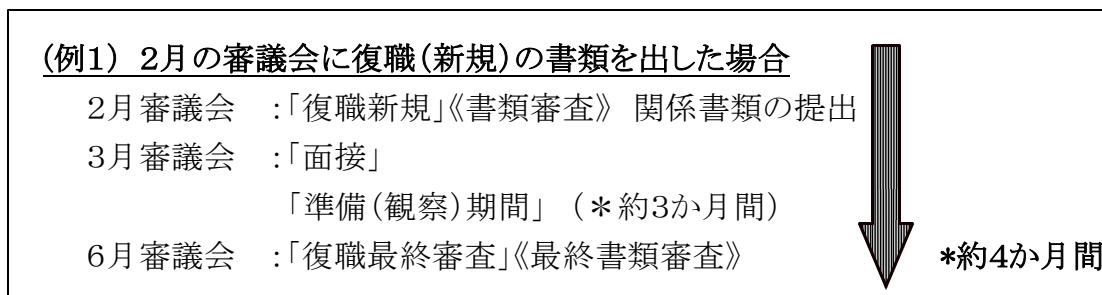 (例1) 2月の審議会に復職(新規)の書類を出した場合
2月審議会 :「復職新規」《書類審査》 関係書類の提出
3月審議会 :「面接」
「準備(観察)期間」 (*約3か月間)
6月審議会 :「復職最終審査」《最終書類審査》 *約4か月間